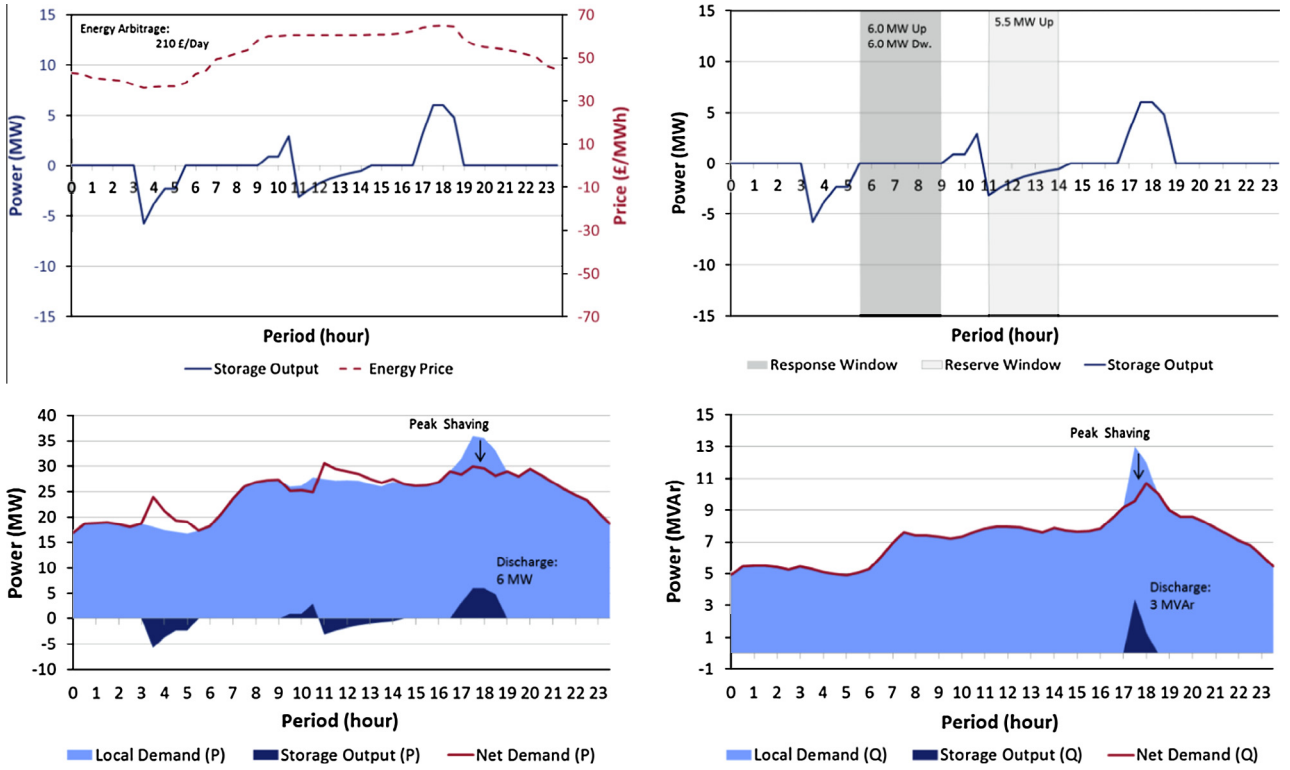 Energy Arbitrage:
210 £/Day
15
10
5
0
-5
-10
-15
Power (MW)
70
50
30
10
-10
-30
-50
-70
Price (£/MWh)
0 1 2 3 4 5 6 7 8 9 10 11 12 13 14 15 16 17 18 19 20 21 22 23
Period (hour)
Storage Output Energy Price
6.0 MW Up
6.0 MW Dw.
5.5 MW Up
15
10
5
0
-5
-10
-15
Power (MW)
0 1 2 3 4 5 6 7 8 9 10 11 12 13 14 15 16 17 18 19 20 21 22 23
Period (hour)
Response Window Reserve Window Storage Output
Peak Shaving
Discharge:
6 MW
40
35
30
25
20
15
10
5
0
-5
-10
Power (MW)
0 1 2 3 4 5 6 7 8 9 10 11 12 13 14 15 16 17 18 19 20 21 22 23
Period (hour)
Local Demand (P) Storage Output (P) Net Demand (P)
Peak Shaving
Discharge:
3 MVAr
15
13
11
9
7
5
3
1
-1
Power (MVAr)
0 1 2 3 4 5 6 7 8 9 10 11 12 13 14 15 16 17 18 19 20 21 22 23
Period (hour)
Local Demand (Q) Storage Output (Q) Net Demand (Q)